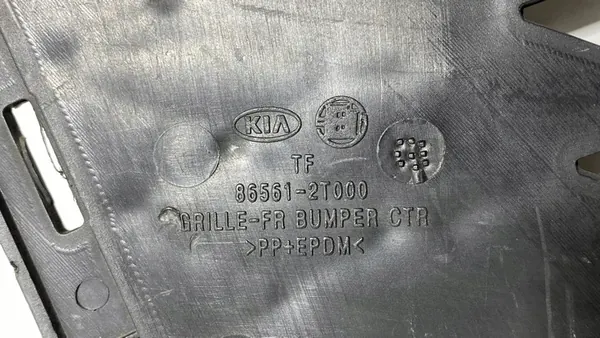 KIA
TF
86561-2T000
GRILLE-FR BUMPER CTR
>PP+EPDM<